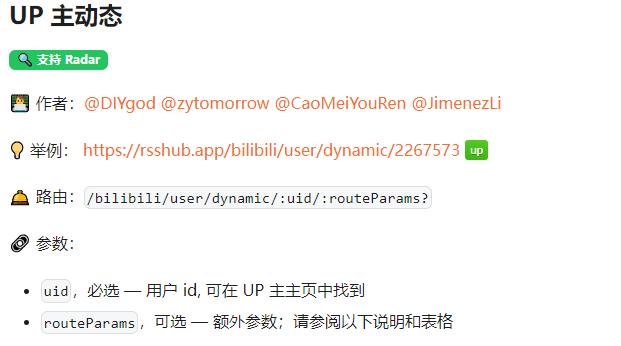 UP 主动态
支持 Radar
作者：@DIYgod @zytomorrow @CaoMeiYouRen @JimenezLi
举例： https://rsshub.app/bilibili/user/dynamic/2267573 up
路由：/bilibili/user/dynamic/:uid/:routeParams?
参数：
uid，必选 — 用户 id, 可在 UP 主主页中找到
routeParams，可选 — 额外参数；请参阅以下说明和表格